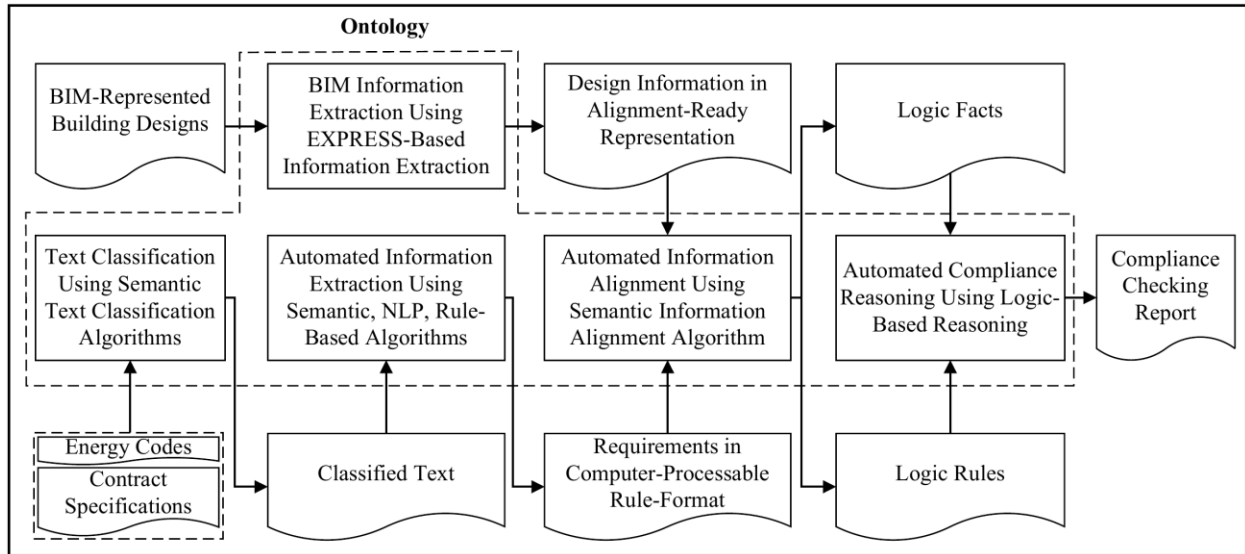 Ontology
BIM-Represented
Building Designs
BIM Information
Extraction Using
EXPRESS-Based
Information Extraction
Design Information in
Alignment-Ready
Representation
Logic Facts
Text Classification
Using Semantic
Text Classification
Algorithms
Automated Information
Extraction Using
Semantic, NLP, Rule-
Based Algorithms
Automated Information
Alignment Using
Semantic Information
Alignment Algorithm
Automated Compliance
Reasoning Using Logic-
Based Reasoning
Compliance
Checking
Report
Energy Codes
Contract
Specifications
Classified Text
Requirements in
Computer-Processable
Rule-Format
Logic Rules